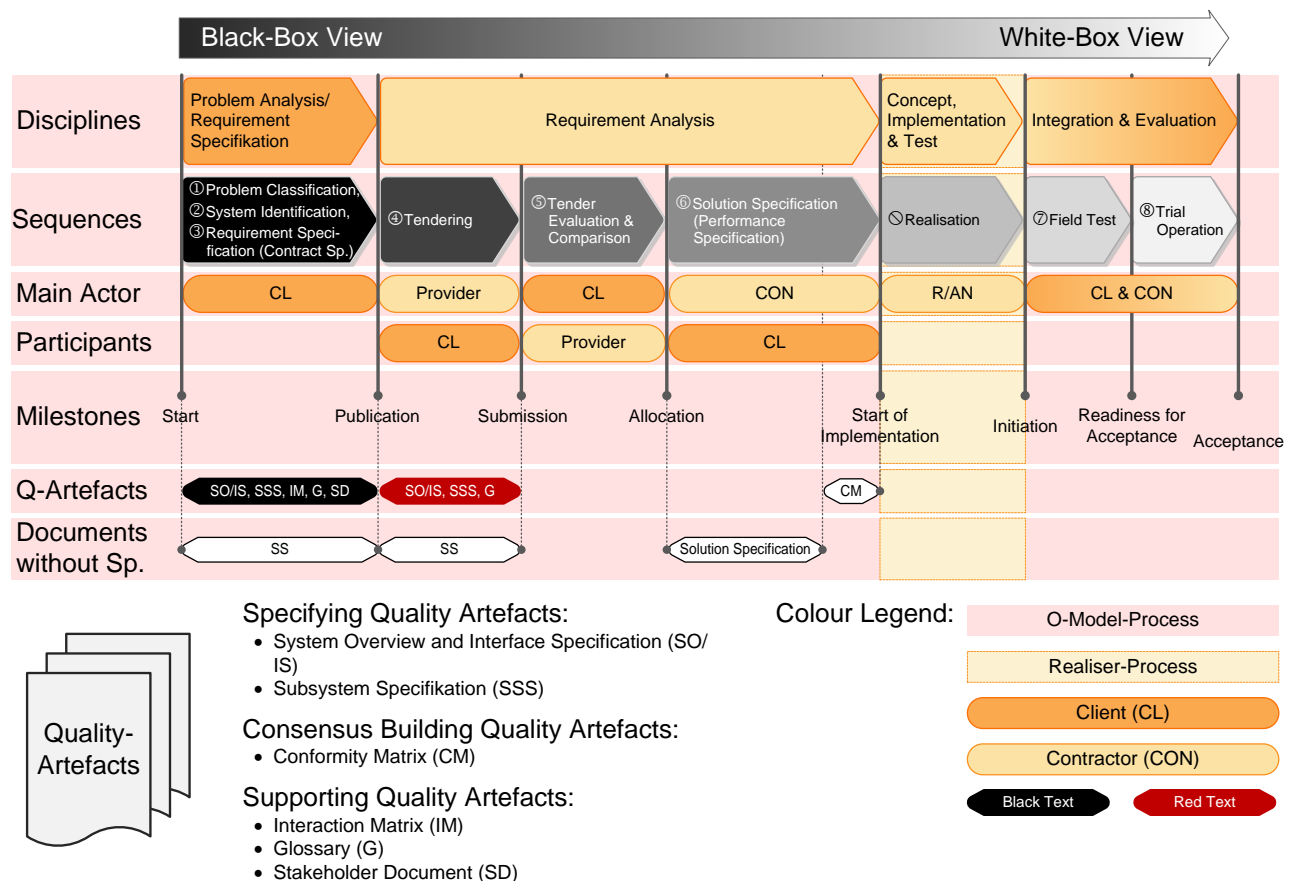 Black-Box View
White-Box View
Disciplines
Problem Analysis/
Requirement
Specifikation
Requirement Analysis
Concept,
Implementation
& Test
Integration & Evaluation
Sequences
①Problem Classification,
②System Identification,
③Requirement Speci-
fication (Contract Sp.)
④Tendering
⑤Tender
Evaluation &
Comparison
⑥Solution Specification
(Performance
Specification)
⃠Realisation
⑦Field Test
⑧Trial
Operation
Main Actor
CL
Provider
CL
CON
R/AN
CL & CON
Participants
CL
Provider
CL
Milestones
Start
Publication
Submission
Allocation
Start of
Implementation
Initiation
Readiness for
Acceptance
Acceptance
Q-Artefacts
SO/IS, SSS, IM, G, SD
SO/IS, SSS, G
CM
Documents
without Sp.
SS
SS
Solution Specification
Quality-
Artefacts
Specifying Quality Artefacts:
• System Overview and Interface Specification (SO/
IS)
• Subsystem Specifikation (SSS)
Consensus Building Quality Artefacts:
• Conformity Matrix (CM)
Supporting Quality Artefacts:
• Interaction Matrix (IM)
• Glossary (G)
• Stakeholder Document (SD)
Colour Legend:
O-Model-Process
Realiser-Process
Client (CL)
Contractor (CON)
Black Text
Red Text